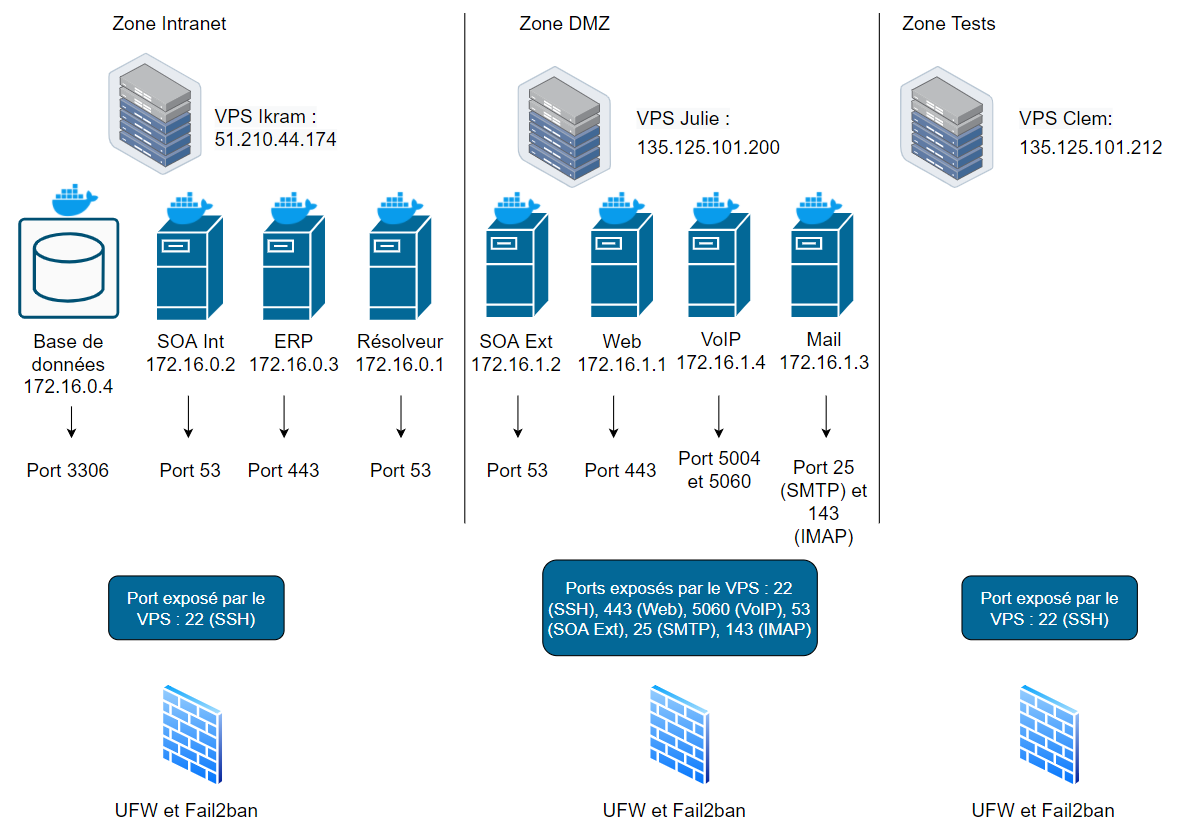 Zone Intranet
Zone DMZ
Zone Tests
VPS Ikram :
51.210.44.174
VPS Julie :
135.125.101.200
VPS Clem:
135.125.101.212
Base de
données
172.16.0.4
SOA Int
172.16.0.2
ERP
172.16.0.3
Résolveur
172.16.0.1
SOA Ext
172.16.1.2
Web
172.16.1.1
VoIP
172.16.1.4
Mail
172.16.1.3
Port 3306
Port 53
Port 443
Port 53
Port 53
Port 443
Port 5004
et 5060
Port 25
(SMTP) et
143
(IMAP)
Port exposé par le
VPS : 22 (SSH)
Ports exposés par le VPS : 22
(SSH), 443 (Web), 5060 (VoIP), 53
(SOA Ext), 25 (SMTP), 143 (IMAP)
Port exposé par le
VPS : 22 (SSH)
UFW et Fail2ban
UFW et Fail2ban
UFW et Fail2ban